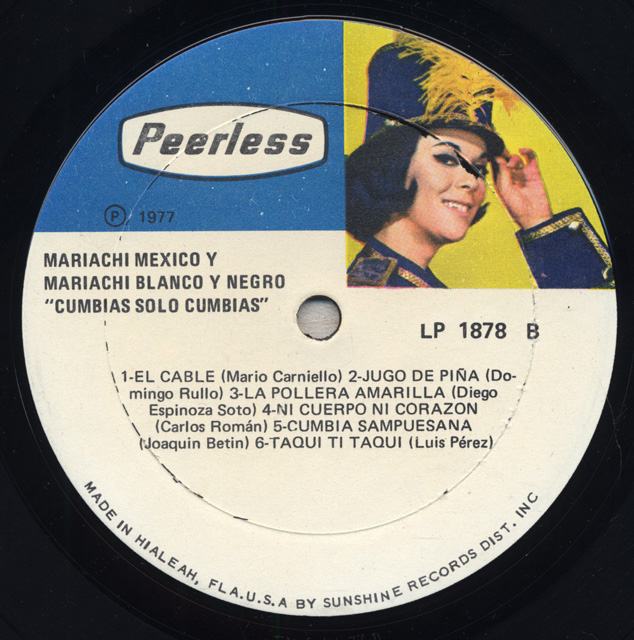 Peerless
Ⓟ 1977
MARIACHI MEXICO Y
MARIACHI BLANCO Y NEGRO
"CUMBIAS SOLO CUMBIAS"
LP 1878 B
1-EL CABLE (Mario Carniello) 2-JUGO DE PIÑA (Do-
mingo Rullo) 3-LA POLLERA AMARILLA (Diego
Espinoza Soto) 4-NI CUERPO NI CORAZON
(Carlos Román) 5-CUMBIA SAMPUESANA
(Joaquin Betin) 6-TAQUI TI TAQUI (Luis Pérez)
MADE IN HIALEAH, FLA.U.S.A BY SUNSHINE RECORDS DIST. INC